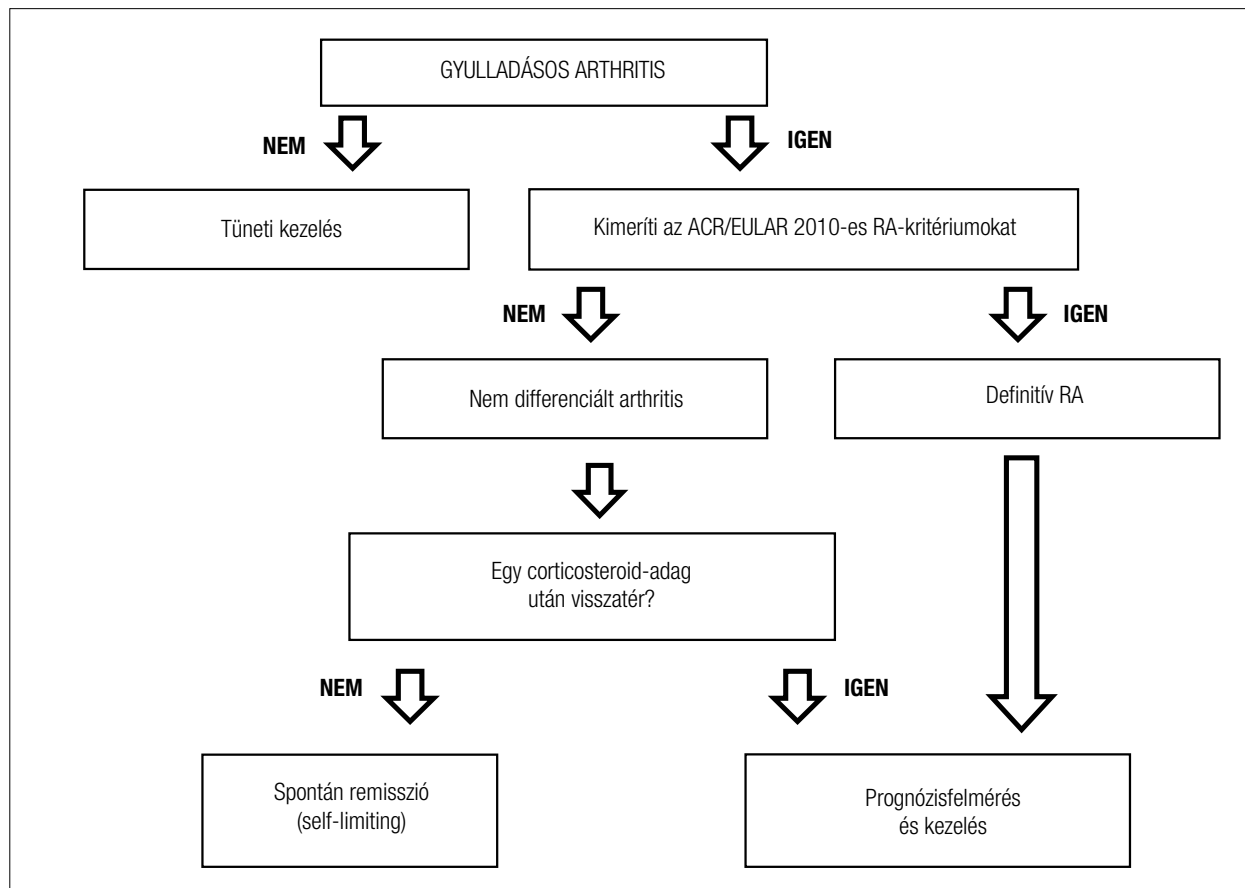 GYULLADÁSOS ARTHRITIS
NEM
IGEN
Tüneti kezelés
Kimeríti az ACR/EULAR 2010-es RA-kritériumokat
NEM
IGEN
Nem differenciált arthritis
Definitív RA
Egy corticosteroid-adag
után visszatér?
NEM
IGEN
Spontán remisszió
(self-limiting)
Prognózisfelmérés
és kezelés